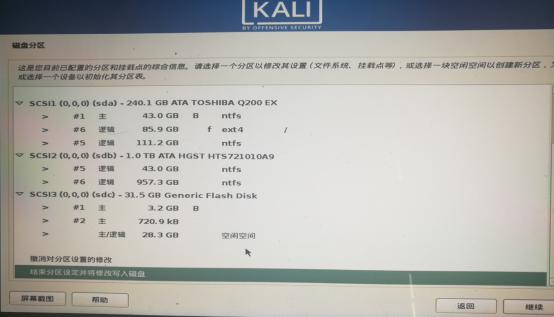 KALI
BY OFFENSIVE SECURITY
磁盘分区
这是您目前已配置的分区和挂载点的综合信息。请选择一个分区以修改其设置(文件系统、挂载点等),或选择一块空闲空间以创建新分区,又
或选择一个设备以初始化其分区表。
SCSI1 (0,0,0) (sda) - 240.1 GB ATA TOSHIBA Q200 EX
> #1 主 43.0 GB B ntfs
> #6 逻辑 85.9 GB f ext4 /
> #5 逻辑 111.2 GB ntfs
SCSI2 (0,0,0) (sdb) - 1.0 TB ATA HGST HTS721010A9
> #5 逻辑 43.0 GB ntfs
> #6 逻辑 957.3 GB ntfs
SCSI3 (0,0,0) (sdc) - 31.5 GB Generic Flash Disk
> #1 主 3.2 GB B
> #2 主 720.9 kB
> 主/逻辑 28.3 GB 空闲空间
撤消对分区设置的修改
结束分区设定并将修改写入磁盘
屏幕截图 帮助 返回 继续